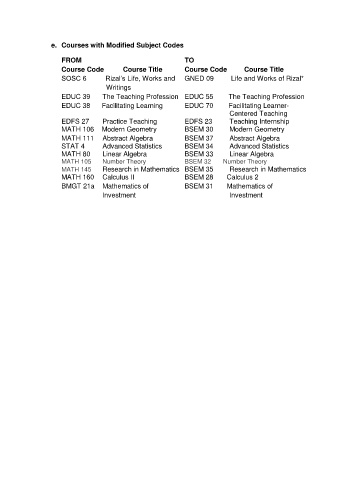 e. Courses with Modified Subject Codes
FROM TO
Course Code Course Title Course Code Course Title
SOSC 6 Rizal's Life, Works and GNED 09 Life and Works of Rizal*
Writings
EDUC 39 The Teaching Profession EDUC 55 The Teaching Profession
EDUC 38 Facilitating Learning EDUC 70 Facilitating Learner-
Centered Teaching
EDFS 27 Practice Teaching EDFS 23 Teaching Internship
MATH 106 Modern Geometry BSEM 30 Modern Geometry
MATH 111 Abstract Algebra BSEM 37 Abstract Algebra
STAT 4 Advanced Statistics BSEM 34 Advanced Statistics
MATH 80 Linear Algebra BSEM 33 Linear Algebra
MATH 105 Number Theory BSEM 32 Number Theory
MATH 145 Research in Mathematics BSEM 35 Research in Mathematics
MATH 160 Calculus II BSEM 28 Calculus 2
BMGT 21a Mathematics of BSEM 31 Mathematics of
Investment Investment